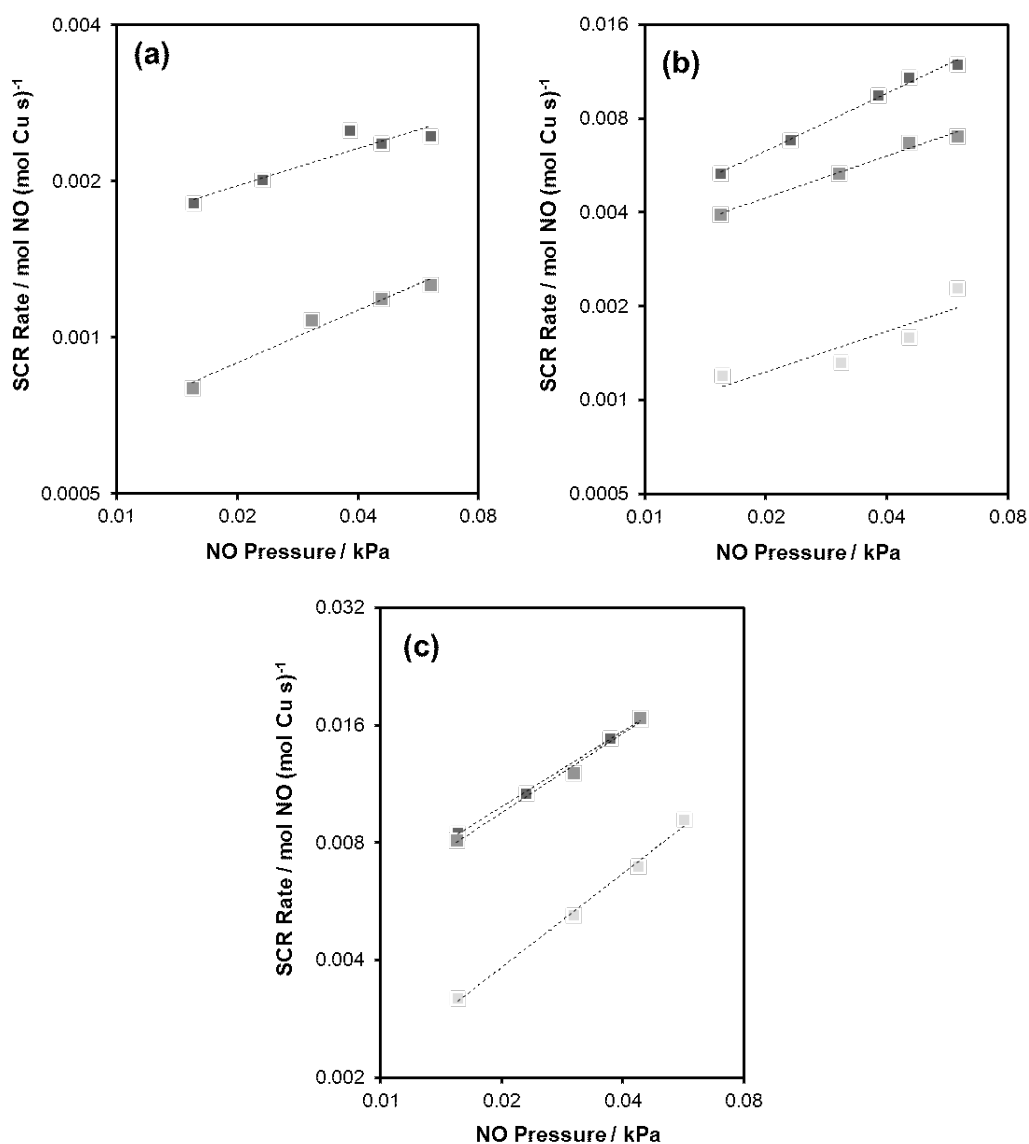 (a)
SCR Rate / mol NO (mol Cu s)-1
0.004
0.002
0.001
0.0005
0.01 0.02 0.04 0.08
NO Pressure / kPa
(b)
SCR Rate / mol NO (mol Cu s)-1
0.016
0.008
0.004
0.002
0.001
0.0005
0.01 0.02 0.04 0.08
NO Pressure / kPa
(c)
SCR Rate / mol NO (mol Cu s)-1
0.032
0.016
0.008
0.004
0.002
0.01 0.02 0.04 0.08
NO Pressure / kPa